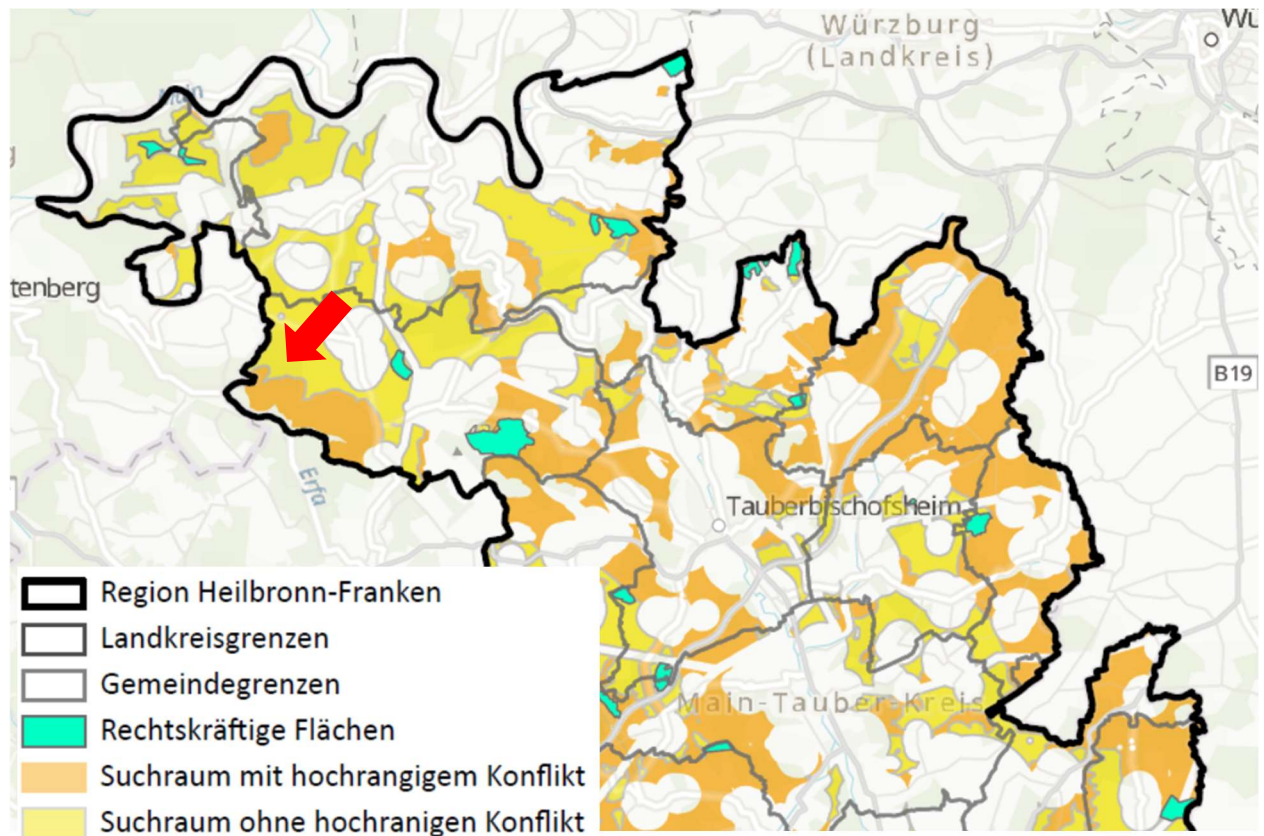 Würzburg
(Landkreis)
Wü
Main
tenberg
B19
Erfa
Tauberbischofsheim
Main-Tauber-Kreis
Region Heilbronn-Franken
Landkreisgrenzen
Gemeindegrenzen
Rechtskräftige Flächen
Suchraum mit hochrangigem Konflikt
Suchraum ohne hochranigen Konflikt